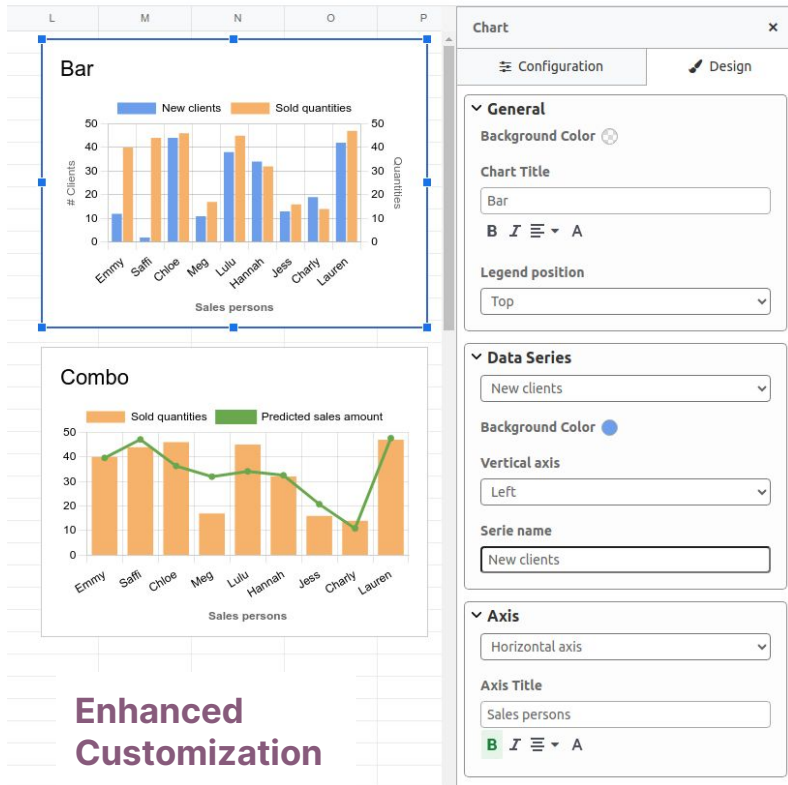 L M N O P
Bar
New clients Sold quantities
50 50
40 40
30 30
20 20
10 10
0 0
# Clients
Quantities
Emmy Saffi Chloe Meg Lulu Hannah Jess Charly Lauren
Sales persons
Combo
Sold quantities Predicted sales amount
50
40
30
20
10
0
Emmy Saffi Chloe Meg Lulu Hannah Jess Charly Lauren
Sales persons
Enhanced
Customization
Chart ×
Configuration Design
General
Background Color
Chart Title
Bar
B I A
Legend position
Top
Data Series
New clients
Background Color
Vertical axis
Left
Serie name
New clients
Axis
Horizontal axis
Axis Title
Sales persons
B I A